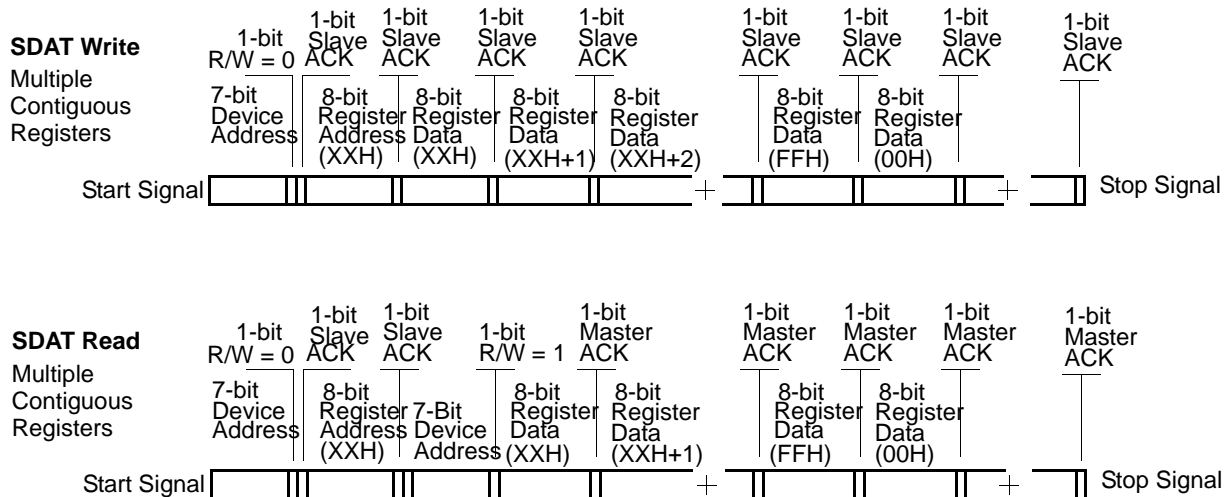 SDAT Write
Multiple
Contiguous
Registers
1-bit
R/W = 0
1-bit
Slave
ACK
1-bit
Slave
ACK
1-bit
Slave
ACK
1-bit
Slave
ACK
1-bit
Slave
ACK
1-bit
Slave
ACK
1-bit
Slave
ACK
1-bit
Slave
ACK
7-bit
Device
Address
8-bit
Register
Address
(XXH)
8-bit
Register
Data
(XXH)
8-bit
Register
Data
(XXH+1)
8-bit
Register
Data
(XXH+2)
8-bit
Register
Data
(FFH)
8-bit
Register
Data
(00H)
Start Signal
Stop Signal
SDAT Read
Multiple
Contiguous
Registers
1-bit
R/W = 0
1-bit
Slave
ACK
1-bit
Slave
ACK
1-bit
R/W = 1
1-bit
Master
ACK
1-bit
Master
ACK
1-bit
Master
ACK
1-bit
Master
ACK
1-bit
Master
ACK
7-bit
Device
Address
8-bit
Register
Address
(XXH)
7-Bit
Device
Address
8-bit
Register
Data
(XXH)
8-bit
Register
Data
(XXH+1)
8-bit
Register
Data
(FFH)
8-bit
Register
Data
(00H)
Start Signal
Stop Signal